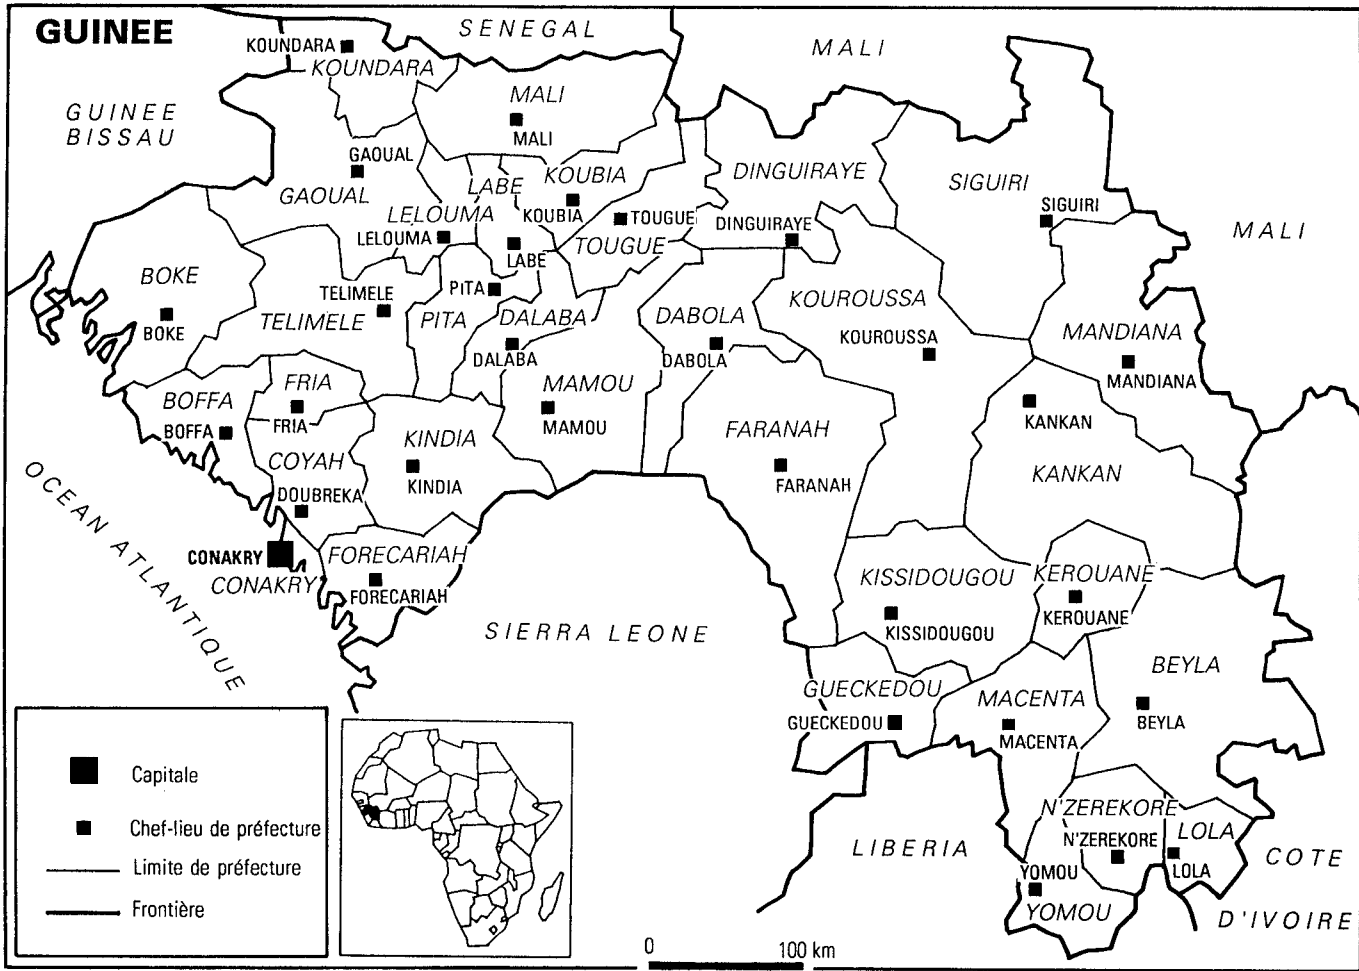 GUINEE
SENEGAL
MALI
KOUNDARA
KOUNDARA
GUINEE
BISSAU
MALI
MALI
GAOUAL
GAOUAL
LABE
KOUBIA
KOUBIA
DINGUIRAYE
SIGUIRI
LELOUMA
LELOUMA
TOUGUE
TOUGUE
DINGUIRAYE
SIGUIRI
MALI
LABE
BOKE
BOKE
TELIMELE
TELIMELE
PITA
PITA
DALABA
DALABA
DABOLA
DABOLA
KOUROUSSA
KOUROUSSA
MANDIANA
MANDIANA
FRIA
FRIA
BOFFA
BOFFA
MAMOU
MAMOU
KANKAN
KANKAN
COYAH
KINDIA
KINDIA
FARANAH
FARANAH
DOUBREKA
OCEAN ATLANTIQUE
CONAKRY
CONAKRY
FORECARIAH
FORECARIAH
SIERRA LEONE
KISSIDOUGOU
KISSIDOUGOU
KEROUANE
KEROUANE
BEYLA
BEYLA
GUECKEDOU
GUECKEDOU
MACENTA
MACENTA
N'ZEREKORE
N'ZEREKORE
LOLA
LOLA
LIBERIA
YOMOU
YOMOU
COTE
D'IVOIRE
Capitale
Chef-lieu de préfecture
Limite de préfecture
Frontière
0 100 km